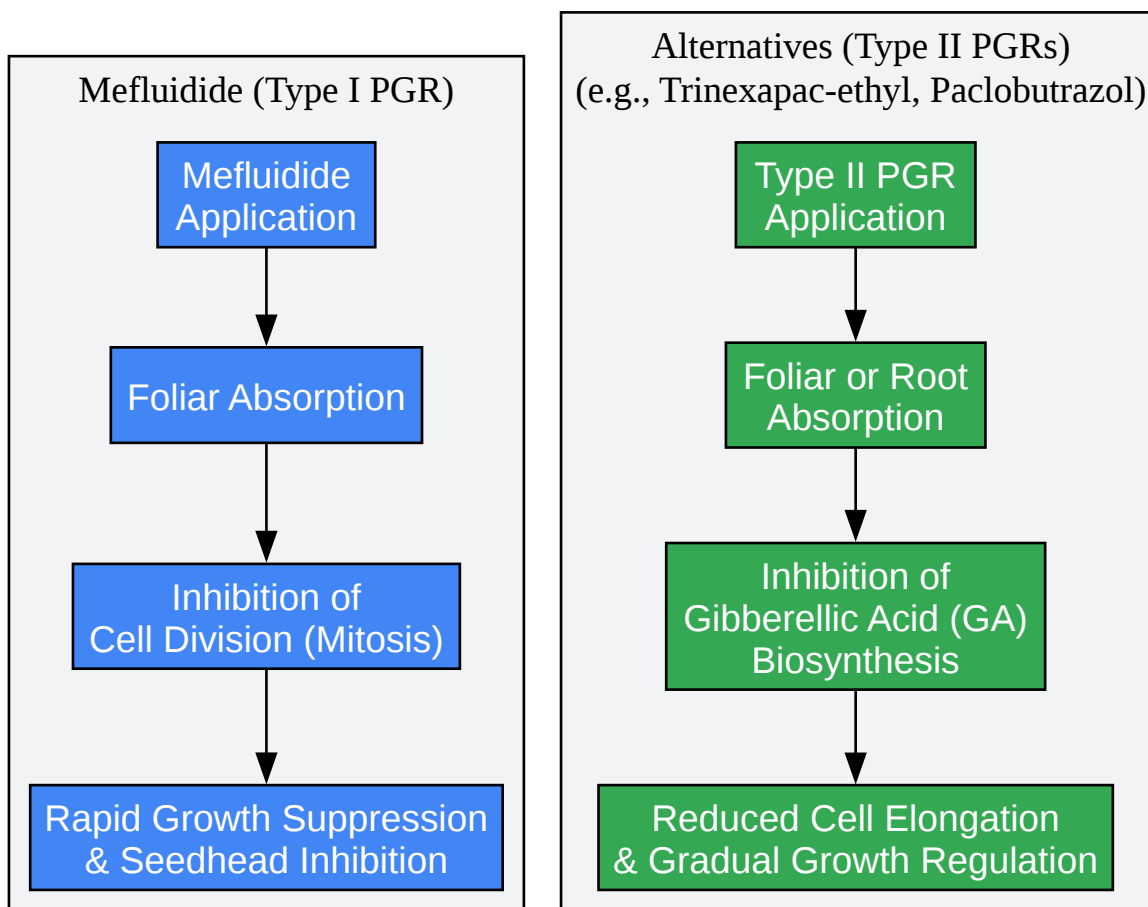 Mefluidide (Type I PGR)
Mefluidide
Application
Foliar Absorption
Inhibition of
Cell Division (Mitosis)
Rapid Growth Suppression
& Seedhead Inhibition
Alternatives (Type II PGRs)
(e.g., Trinexapac-ethyl, Paclobutrazol)
Type II PGR
Application
Foliar or Root
Absorption
Inhibition of
Gibberellic Acid (GA)
Biosynthesis
Reduced Cell Elongation
& Gradual Growth Regulation